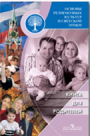 ОСНОВЫ
РЕЛИГИОЗНЫХ
КУЛЬТУР
И СВЕТСКОЙ
ЭТИКИ
КНИГА
ДЛЯ
РОДИТЕЛЕЙ